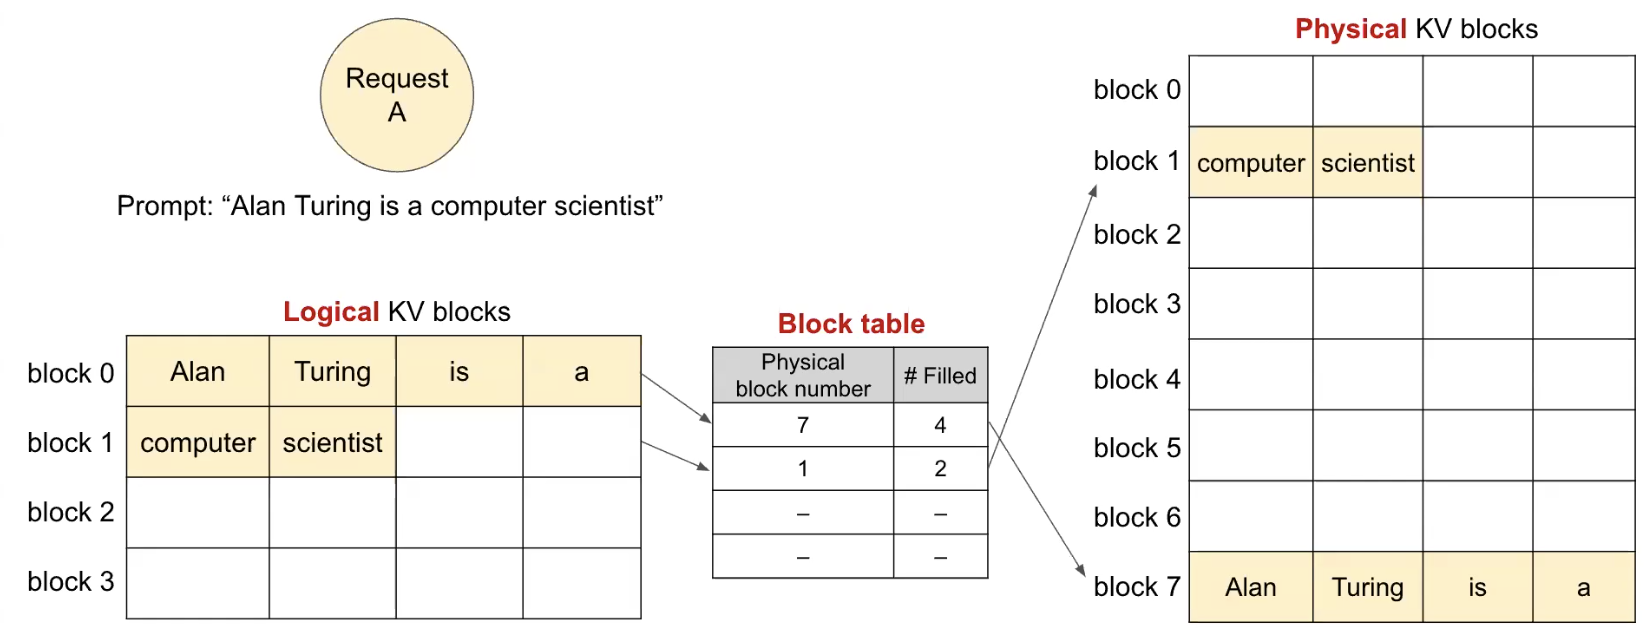 Request
A
Prompt: “Alan Turing is a computer scientist”
Logical KV blocks
block 0 Alan Turing is a
block 1 computer scientist
block 2
block 3
Block table
Physical block number # Filled
7 4
1 2
– –
– –
Physical KV blocks
block 0
block 1 computer scientist
block 2
block 3
block 4
block 5
block 6
block 7 Alan Turing is a